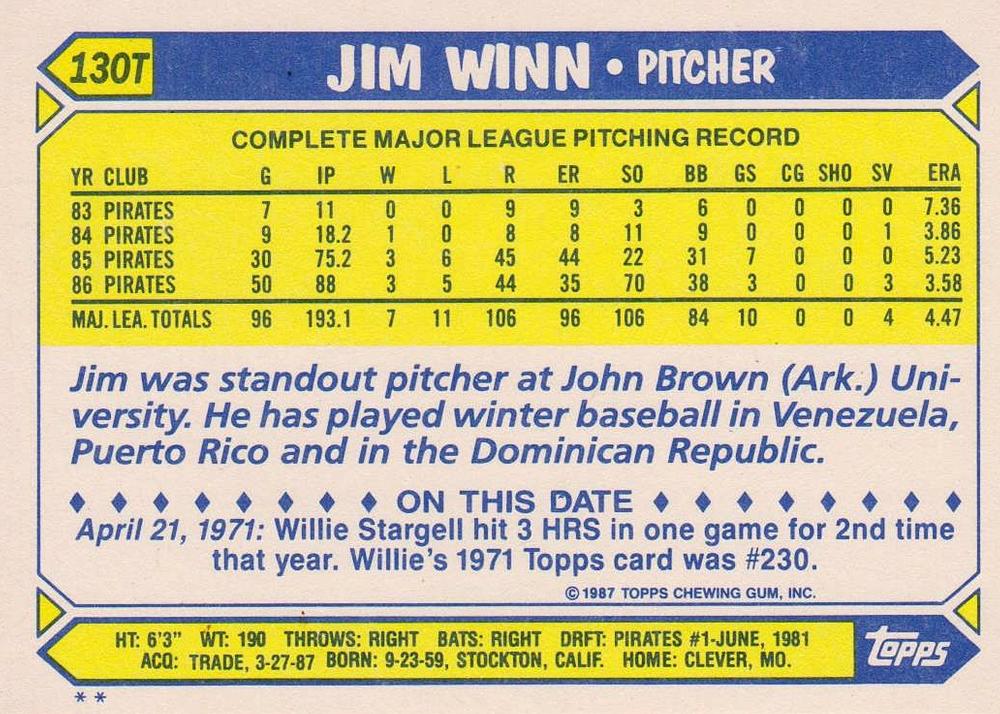 130T JIM WINN • PITCHER
COMPLETE MAJOR LEAGUE PITCHING RECORD
YR CLUB G IP W L R ER SO BB GS CG SHO SV ERA
83 PIRATES 7 11 0 0 9 9 3 6 0 0 0 0 7.36
84 PIRATES 9 18.2 1 0 8 8 11 9 0 0 0 1 3.86
85 PIRATES 30 75.2 3 6 45 44 22 31 7 0 0 0 5.23
86 PIRATES 50 88 3 5 44 35 70 38 3 0 0 3 3.58
MAJ. LEA. TOTALS 96 193.1 7 11 106 96 106 84 10 0 0 4 4.47
Jim was standout pitcher at John Brown (Ark.) Uni-
versity. He has played winter baseball in Venezuela,
Puerto Rico and in the Dominican Republic.
♦ ♦ ♦ ♦ ♦ ♦ ♦ ♦ ON THIS DATE ♦ ♦ ♦ ♦ ♦ ♦ ♦ ♦
April 21, 1971: Willie Stargell hit 3 HRS in one game for 2nd time
that year. Willie's 1971 Topps card was #230.
© 1987 TOPPS CHEWING GUM, INC.
HT: 6'3" WT: 190 THROWS: RIGHT BATS: RIGHT DRFT: PIRATES #1-JUNE, 1981
ACQ: TRADE, 3-27-87 BORN: 9-23-59, STOCKTON, CALIF. HOME: CLEVER, MO.
Topps
* *